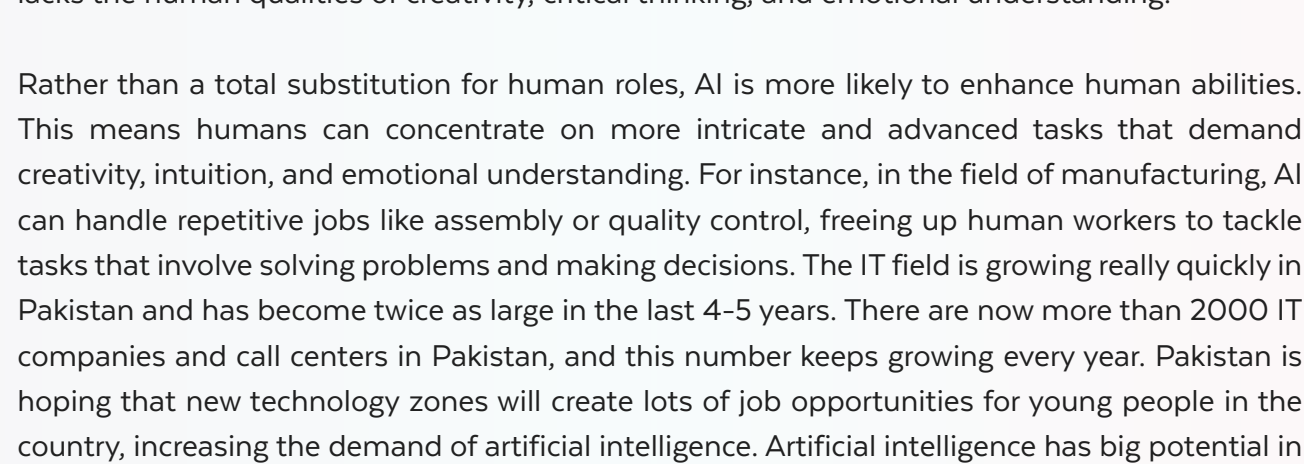 lacks the human qualities of creativity, critical thinking, and emotional understanding.
Rather than a total substitution for human roles, AI is more likely to enhance human abilities.
This means humans can concentrate on more intricate and advanced tasks that demand
creativity, intuition, and emotional understanding. For instance, in the field of manufacturing, AI
can handle repetitive jobs like assembly or quality control, freeing up human workers to tackle
tasks that involve solving problems and making decisions. The IT field is growing really quickly in
Pakistan and has become twice as large in the last 4-5 years. There are now more than 2000 IT
companies and call centers in Pakistan, and this number keeps growing every year. Pakistan is
hoping that new technology zones will create lots of job opportunities for young people in the
country, increasing the demand of artificial intelligence. Artificial intelligence has big potential in